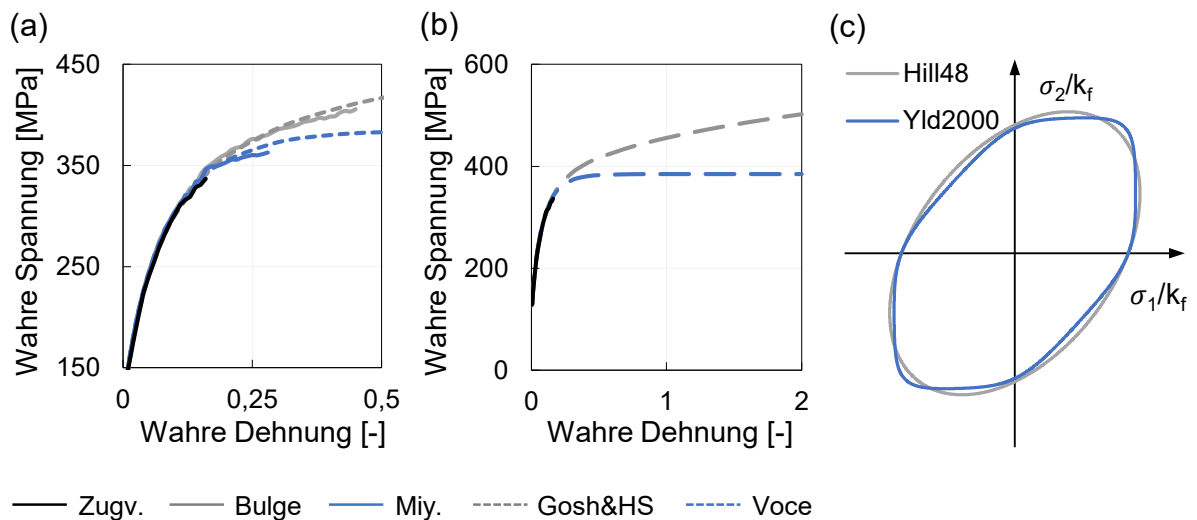 (a)
Wahre Spannung [MPa]
450
350
250
150
0
0,25
0,5
Wahre Dehnung [-]
(b)
Wahre Spannung [MPa]
600
400
200
0
0
1
2
Wahre Dehnung [-]
(c)
Hill48
Yld2000
σ2/kf
σ1/kf
Zugv.
Bulge
Miy.
Gosh&HS
Voce